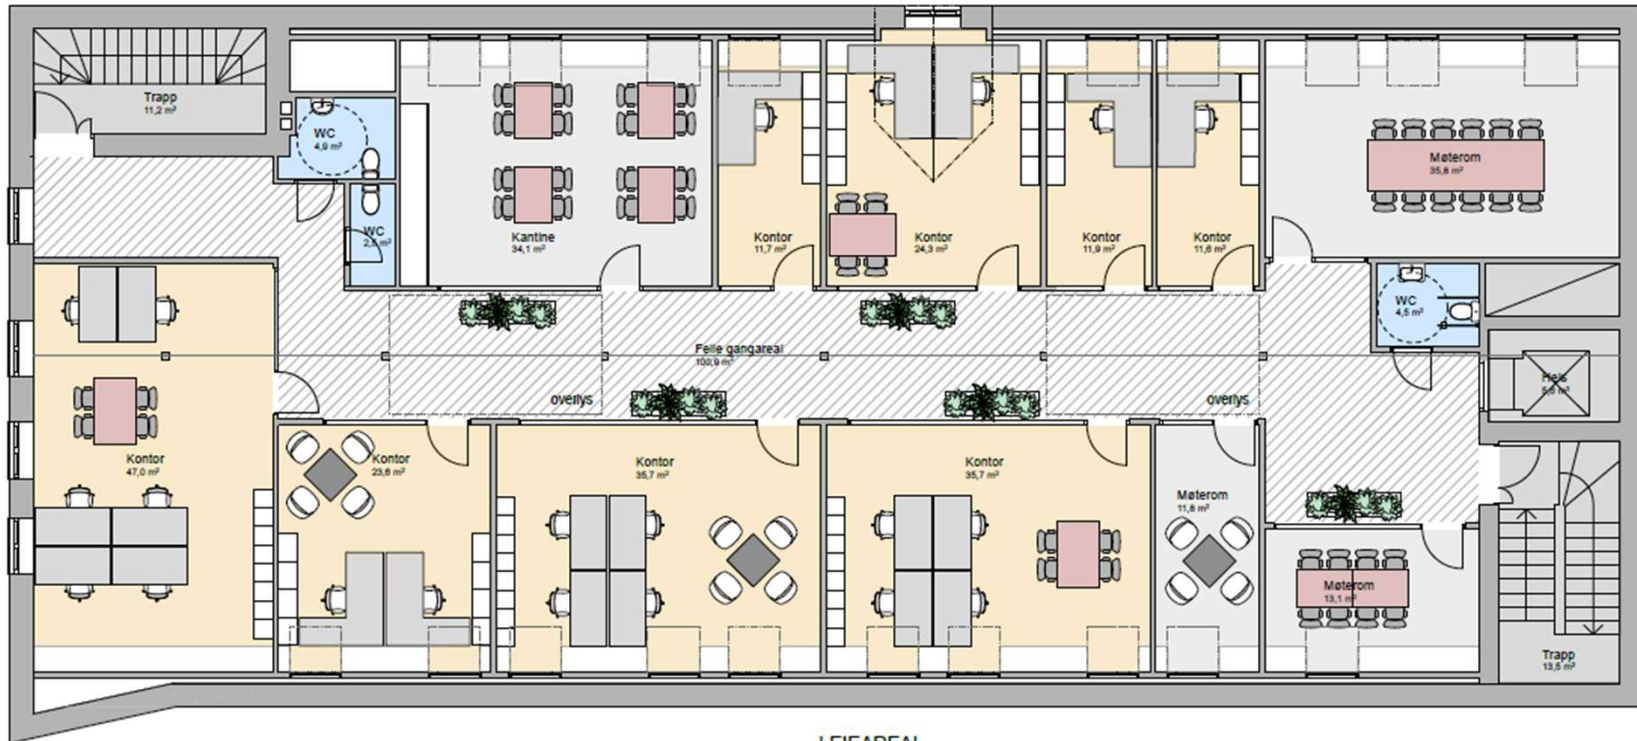 Trapp
11,2 m²
WC
4,9 m²
WC
2,5 m²
Kantine
34,1 m²
Kontor
11,7 m²
Kontor
24,3 m²
Kontor
11,9 m²
Kontor
11,6 m²
Møterom
35,8 m²
WC
4,5 m²
Felle gangareal
100,9 m²
overlys
overlys
Heis
5,8 m²
Kontor
47,0 m²
Kontor
23,6 m²
Kontor
35,7 m²
Kontor
35,7 m²
Møterom
11,8 m²
Møterom
13,1 m²
Trapp
13,5 m²
LEIEAREAL